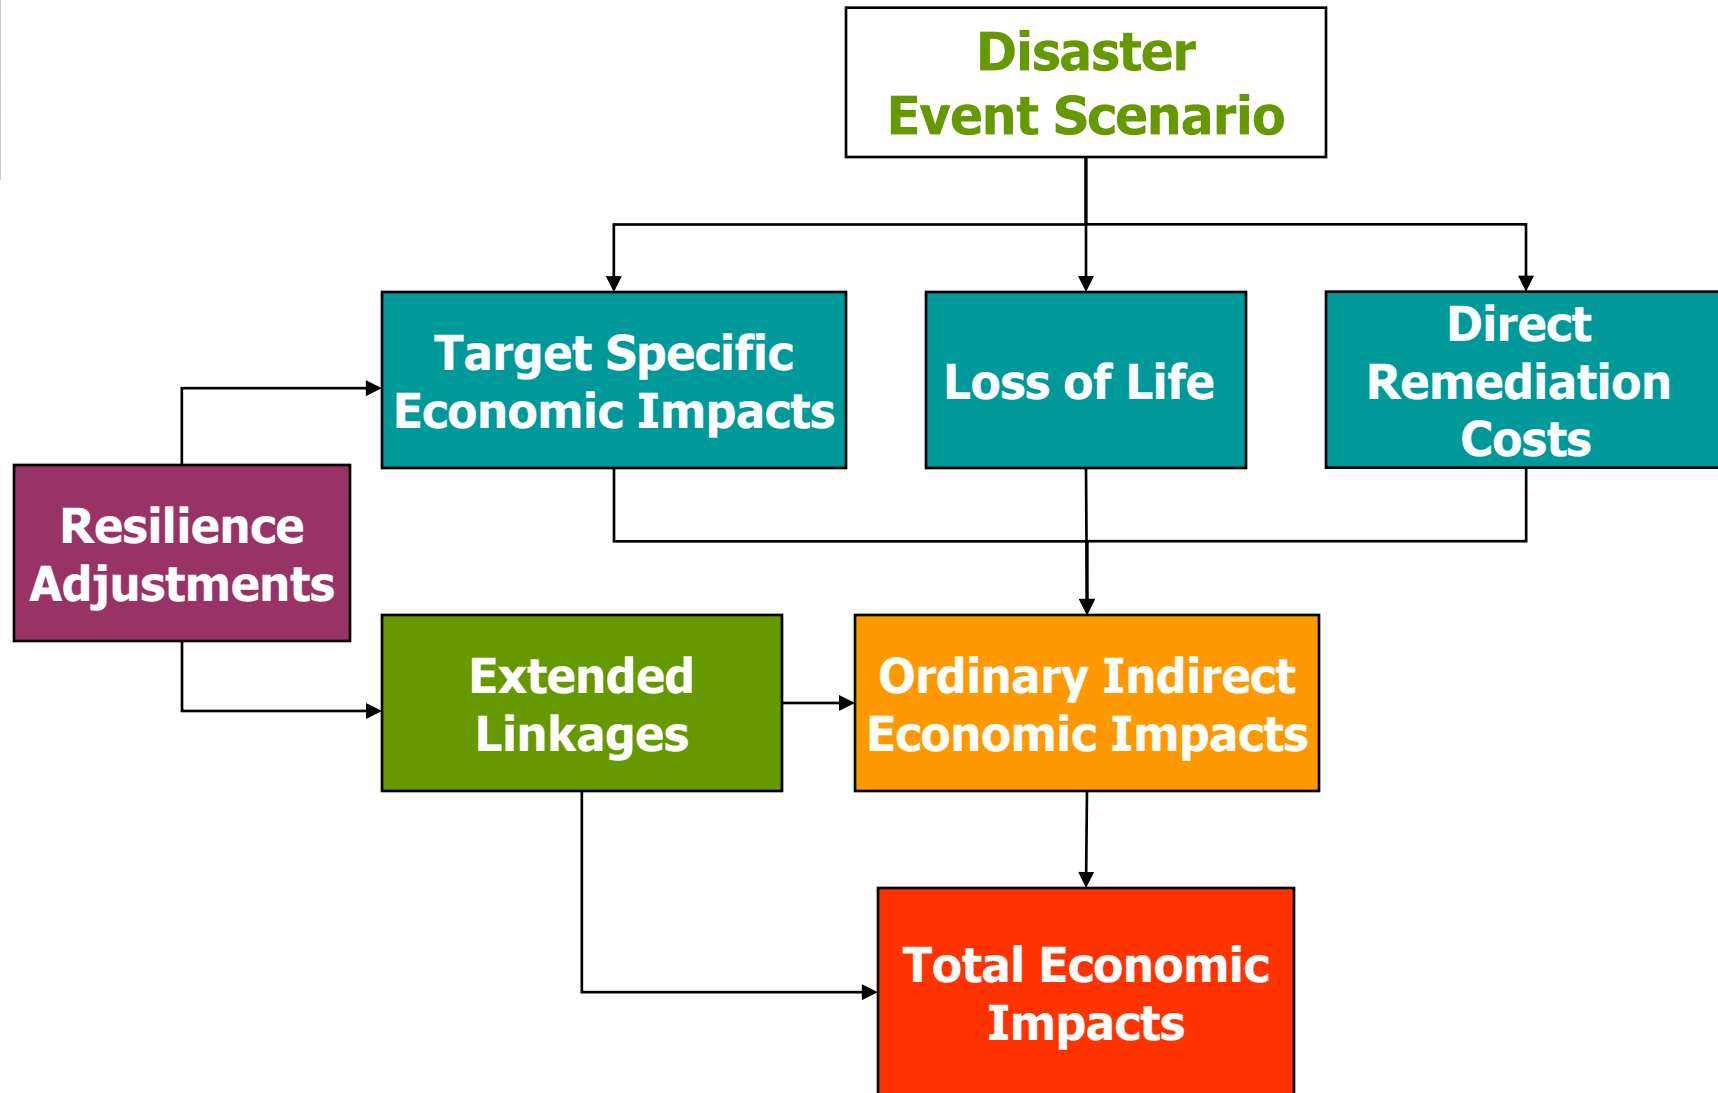 Disaster
Event Scenario
Target Specific
Economic Impacts
Loss of Life
Direct
Remediation
Costs
Resilience
Adjustments
Extended
Linkages
Ordinary Indirect
Economic Impacts
Total Economic
Impacts